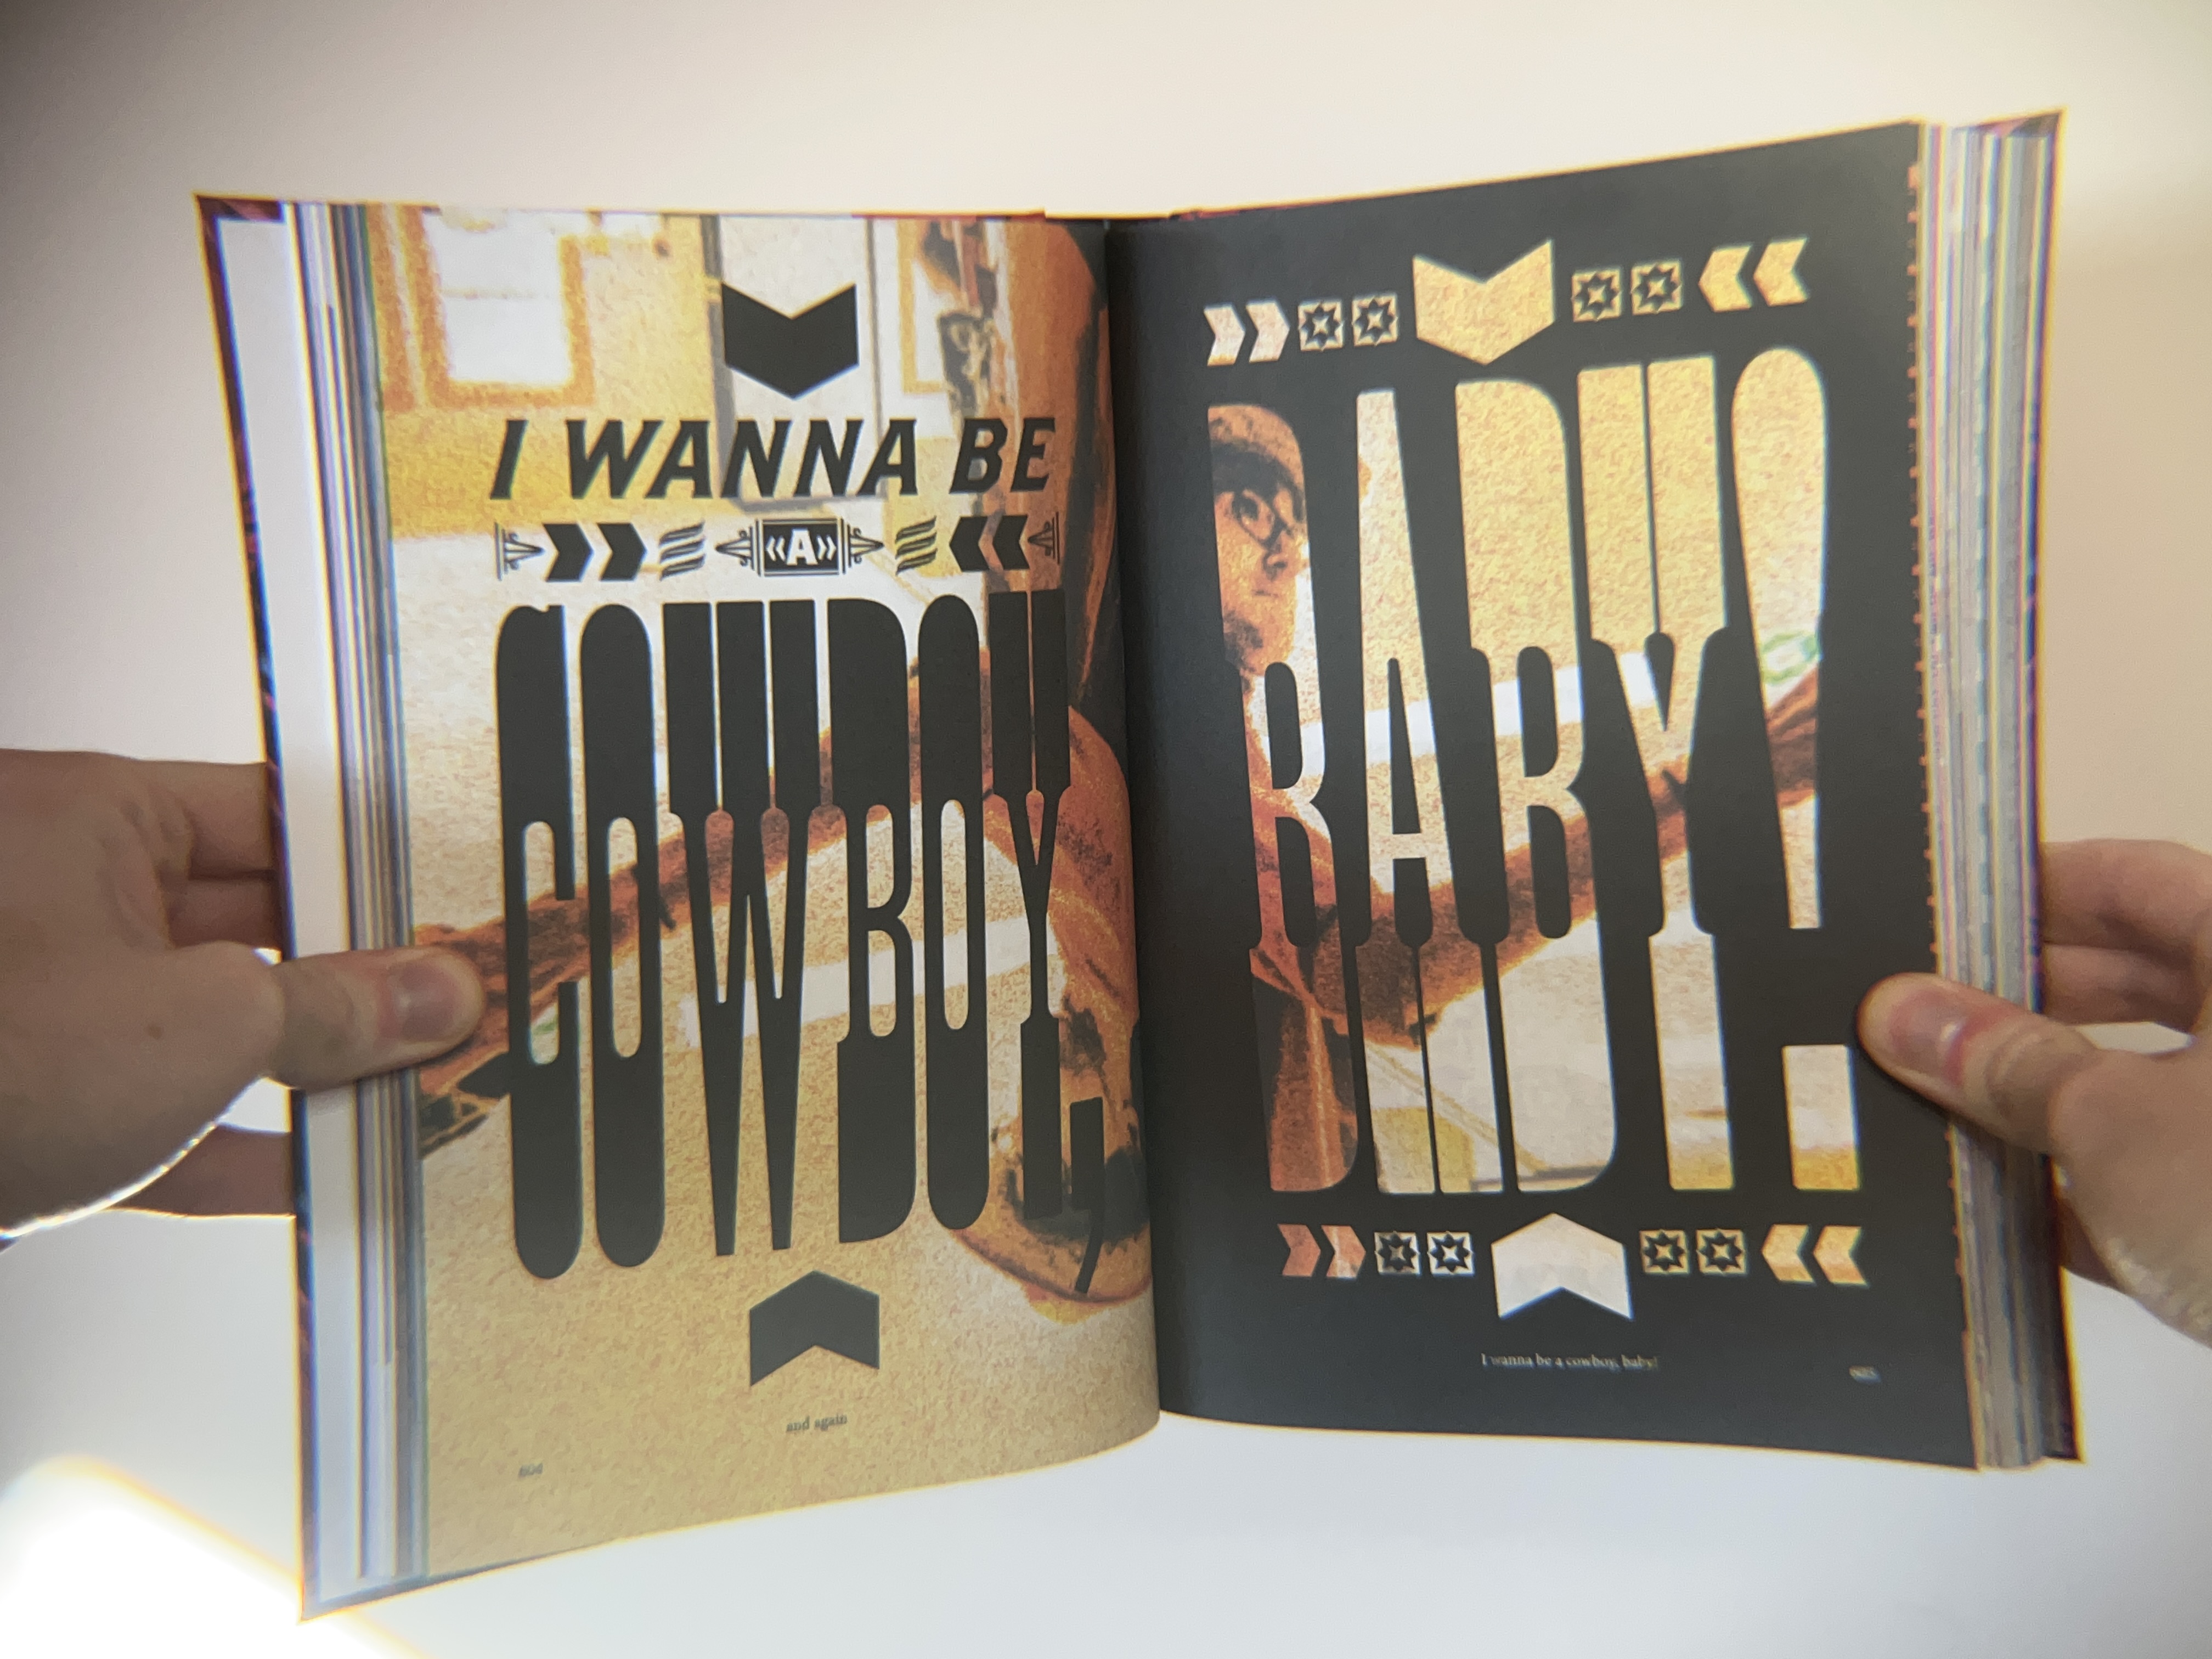 I WANNA BE
«A»
COWBOY,
and again
BABY!
I wanna be a cowboy, baby!